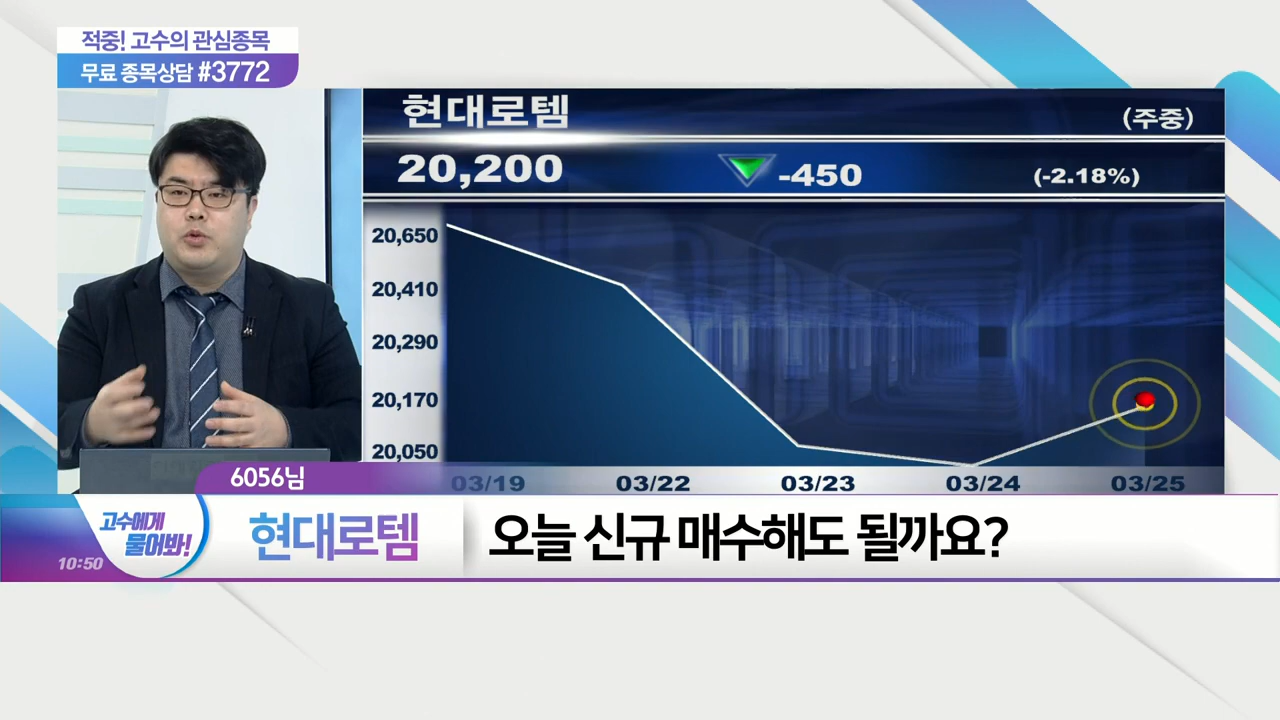 적중! 고수의 관심종목
무료 종목상담 #3772
현대로템
(주중)
20,200
-450
(-2.18%)
20,650
20,410
20,290
20,170
20,050
03/19 03/22 03/23 03/24 03/25
6056님
고수에게
물어봐!
10:50
현대로템
오늘 신규 매수해도 될까요?